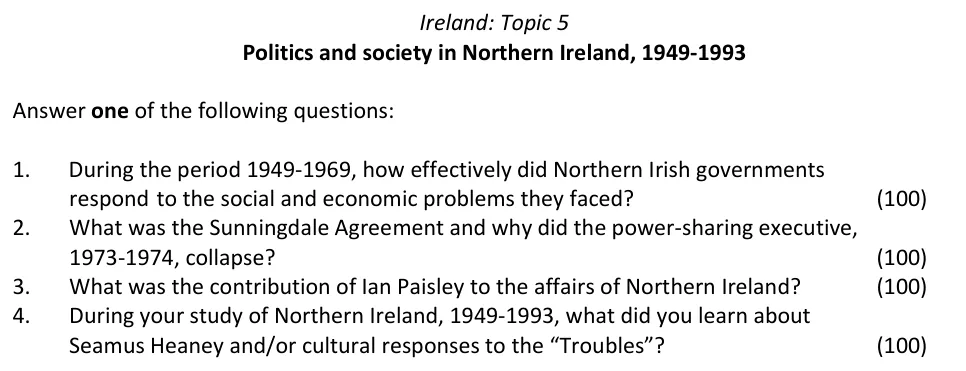 Ireland: Topic 5
Politics and society in Northern Ireland, 1949-1993
Answer one of the following questions:
1. During the period 1949-1969, how effectively did Northern Irish governments
respond to the social and economic problems they faced? (100)
2. What was the Sunningdale Agreement and why did the power-sharing executive,
1973-1974, collapse? (100)
3. What was the contribution of Ian Paisley to the affairs of Northern Ireland? (100)
4. During your study of Northern Ireland, 1949-1993, what did you learn about
Seamus Heaney and/or cultural responses to the “Troubles”? (100)